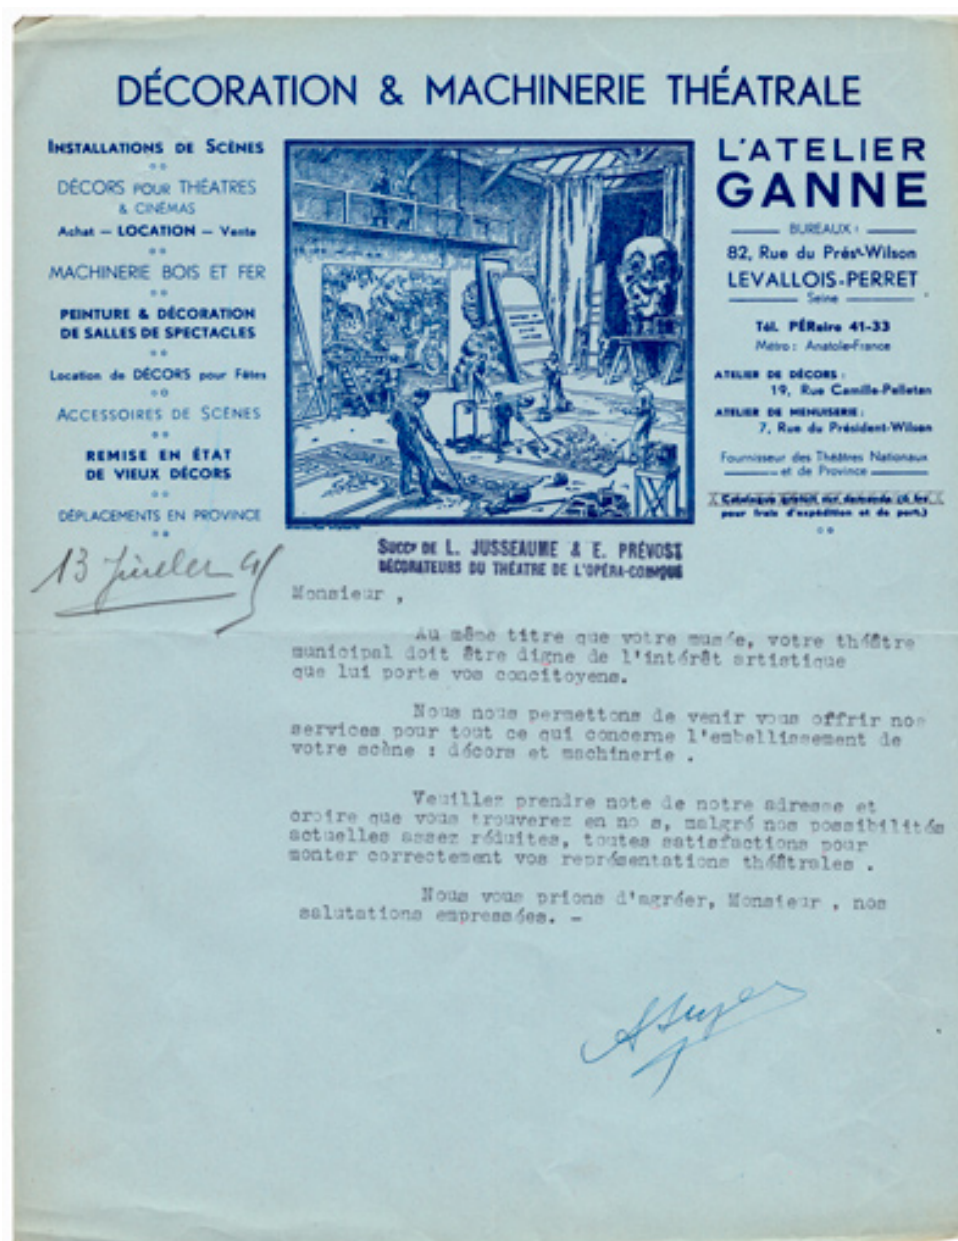 DÉCORATION & MACHINERIE THÉATRALE
INSTALLATIONS DE SCÈNES
DÉCORS POUR THÉATRES
& CINÉMAS
Achat — LOCATION — Vente
MACHINERIE BOIS ET FER
PEINTURE & DÉCORATION
DE SALLES DE SPECTACLES
Location de DÉCORS pour Fêtes
ACCESSOIRES DE SCÈNES
REMISE EN ÉTAT
DE VIEUX DÉCORS
DÉPLACEMENTS EN PROVINCE
L'ATELIER
GANNE
BUREAUX :
82, Rue du Prést-Wilson
LEVALLOIS-PERRET
Seine
Tél. PÉReire 41-33
Métro : Anatole-France
ATELIER DE DÉCORS :
19, Rue Camille-Pelletan
ATELIER DE MENUISERIE :
7, Rue du Président-Wilson
Fournisseur des Théâtres Nationaux
et de Province
Catalogue gratuit sur demande
pour frais d'expédition et de port.)
SUCCr DE L. JUSSEAUME & E. PRÉVOST
DÉCORATEURS DU THÉATRE DE L'OPÉRA-COMIQUE
13 Juillet
Monsieur ,
Au même titre que votre musée, votre théâtre
municipal doit être digne de l'intérêt artistique
que lui porte vos concitoyens.
Nous nous permettons de venir vous offrir nos
services pour tout ce qui concerne l'embellissement de
votre scène : décors et machinerie .
Veuillez prendre note de notre adresse et
croire que vous trouverez en no s, malgré nos possibilités
actuelles assez réduites, toutes satisfactions pour
monter correctement vos représentations théâtrales .
Nous vous prions d'agréer, Monsieur , nos
salutations empressées. -